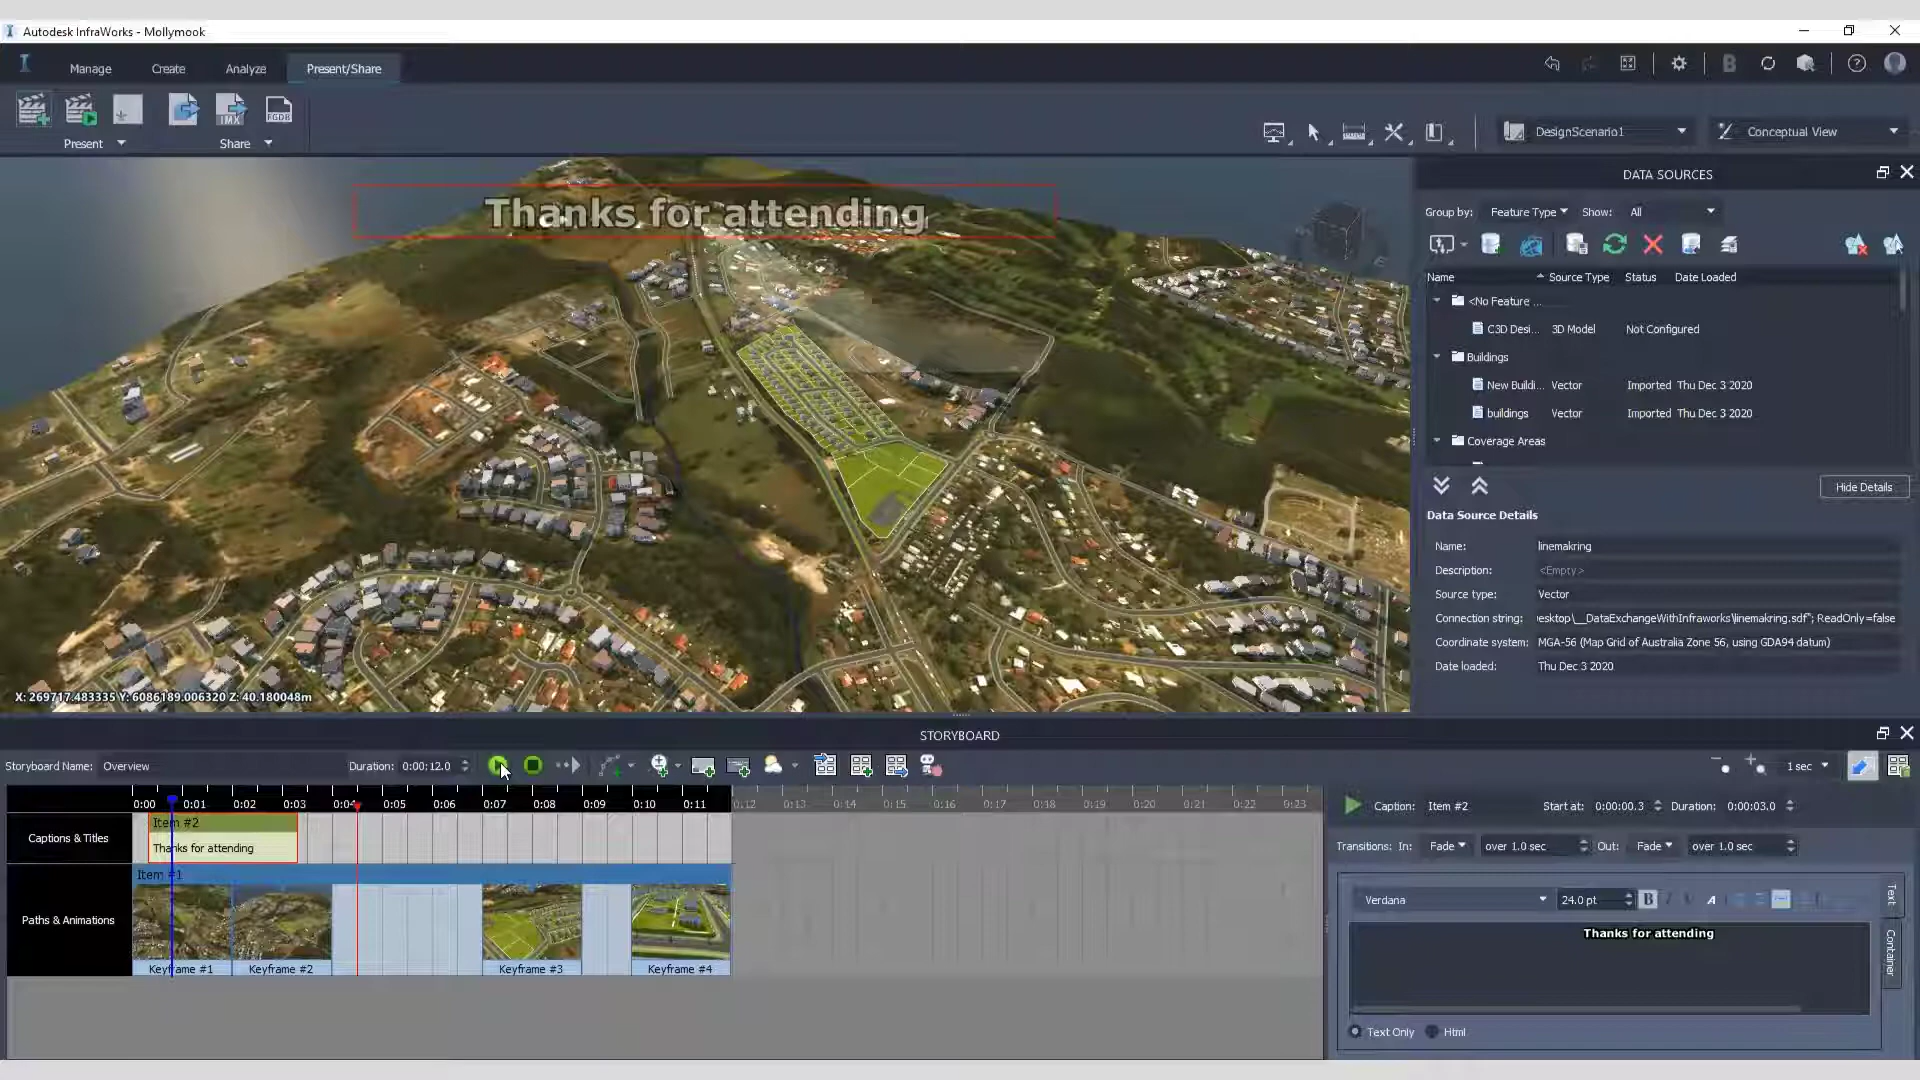 Autodesk InfraWorks - Mollymook
Manage Create Analyze Present/Share
Present Share
IMX FGDB
DesignScenario1 Conceptual View
Thanks for attending
X: 269717.483335 Y: 6086189.006320 Z: 40.180048m
DATA SOURCES
Group by: Feature Type Show: All
Name Source Type Status Date Loaded
<No Feature ...
C3D Desi... 3D Model Not Configured
Buildings
New Buildi... Vector Imported Thu Dec 3 2020
buildings Vector Imported Thu Dec 3 2020
Coverage Areas
Hide Details
Data Source Details
Name: linemakring
Description: <Empty>
Source type: Vector
Connection string: esktop\__DataExchangeWithInfraworks\linemakring.sdf"; ReadOnly=false
Coordinate system: MGA-56 (Map Grid of Australia Zone 56, using GDA94 datum)
Date loaded: Thu Dec 3 2020
STORYBOARD
Storyboard Name: Overview Duration: 0:00:12.0 1 sec
0:00 0:01 0:02 0:03 0:04 0:05 0:06 0:07 0:08 0:09 0:10 0:11 0:12 0:13 0:14 0:15 0:16 0:17 0:18 0:19 0:20 0:21 0:22 0:23
Captions & Titles
Item #2
Thanks for attending
Paths & Animations
Item #1
Keyframe #1 Keyframe #2 Keyframe #3 Keyframe #4
Caption: Item #2 Start at: 0:00:00.3 Duration: 0:00:03.0
Transitions: In: Fade over 1.0 sec Out: Fade over 1.0 sec
Verdana 24.0 pt B A
Thanks for attending
Text
Container
Text Only Html